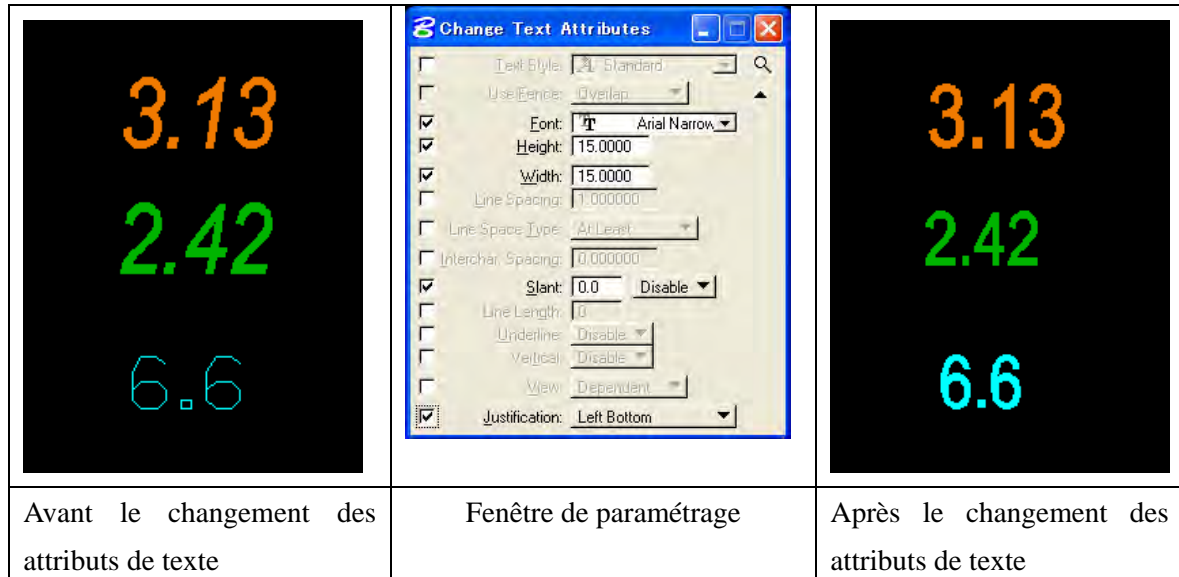 3.13
2.42
6.6
Change Text Attributes
Text Style: Standard
Use Fence: Overlap
Font: Arial Narrow
Height: 15.0000
Width: 15.0000
Line Spacing: 1.000000
Line Space Type: At Least
Interchar. Spacing: 0.000000
Slant: 0.0 Disable
Line Length: 0
Underline: Disable
Vertical: Disable
View: Dependent
Justification: Left Bottom
3.13
2.42
6.6
Avant le changement des
attributs de texte
Fenêtre de paramétrage
Après le changement des
attributs de texte